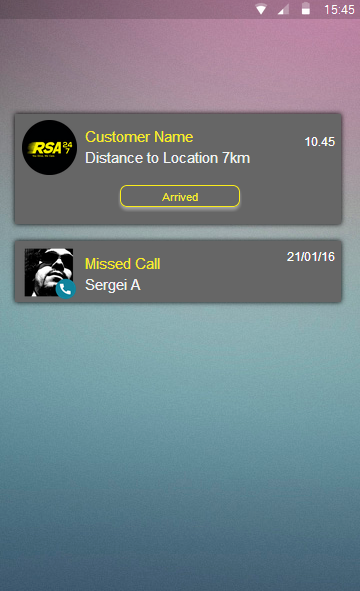 15:45
Customer Name
10.45
RSA 24/7
Distance to Location 7km
Arrived
21/01/16
Missed Call
Sergei A